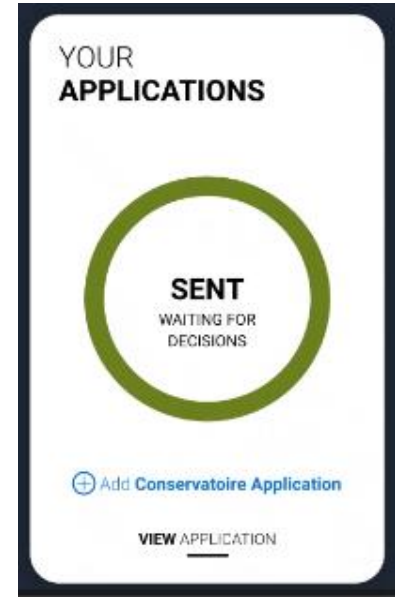 YOUR
APPLICATIONS
SENT
WAITING FOR
DECISIONS
Add Conservatoire Application
VIEW APPLICATION